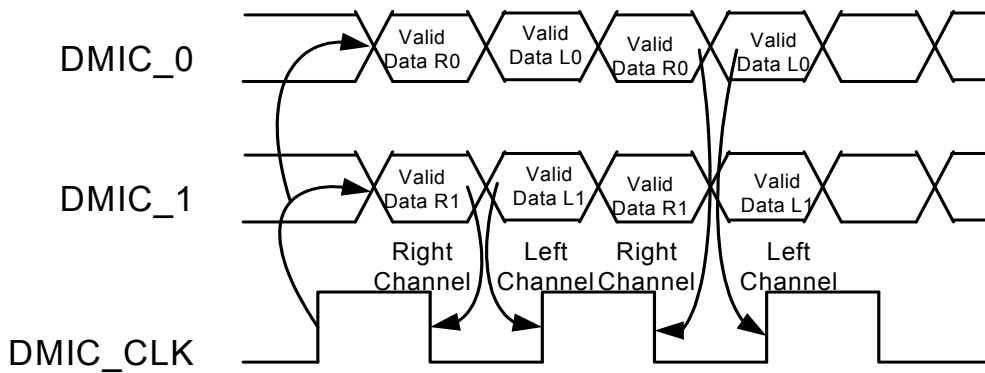 DMIC_0
Valid
Data R0
Valid
Data L0
Valid
Data R0
Valid
Data L0
DMIC_1
Valid
Data R1
Valid
Data L1
Valid
Data R1
Valid
Data L1
Right
Channel
Left
Channel
Right
Channel
Left
Channel
DMIC_CLK